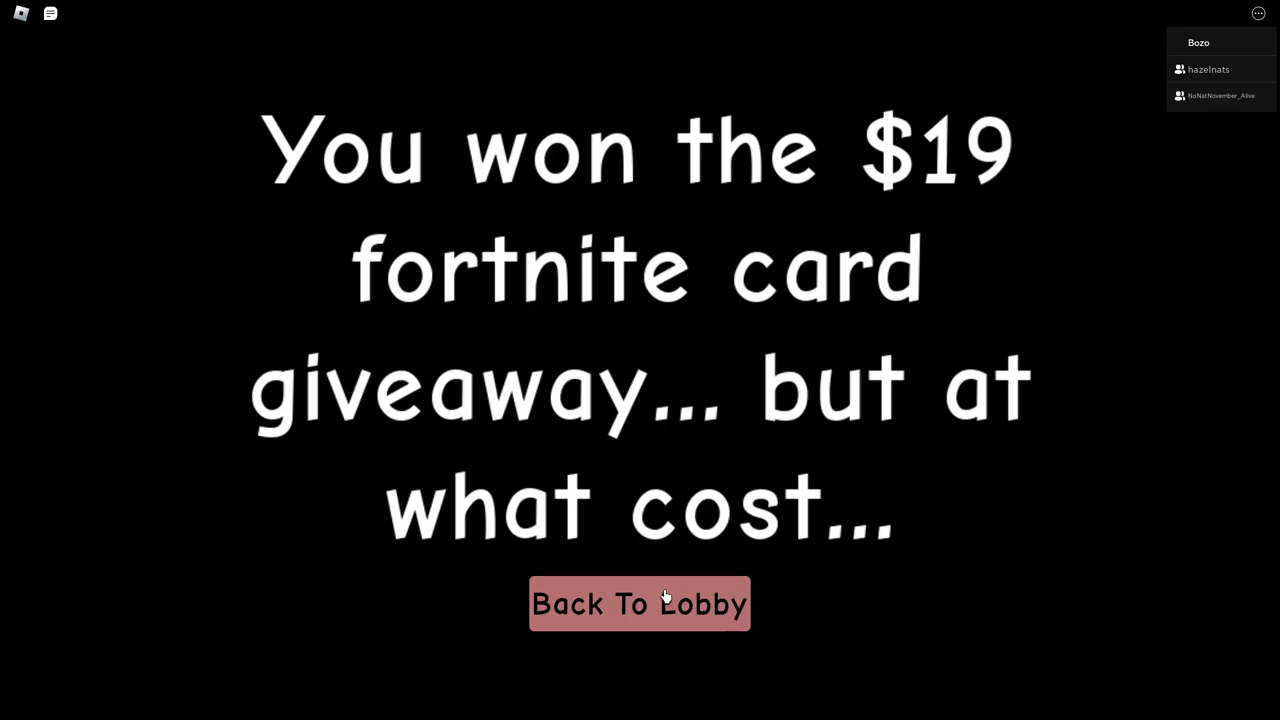 Bozo
hazelnats
NoNatNovember_Alive
You won the $19
fortnite card
giveaway... but at
what cost...
Back To Lobby